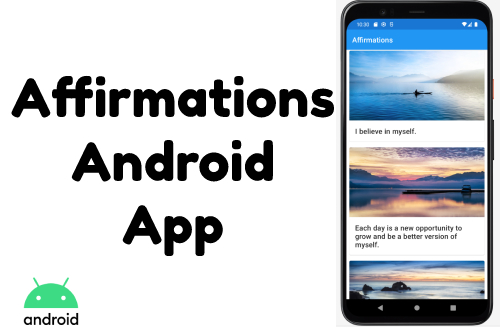 Affirmations
Android
App
android
10:30
Affirmations
I believe in myself.
Each day is a new opportunity to
grow and be a better version of
myself.